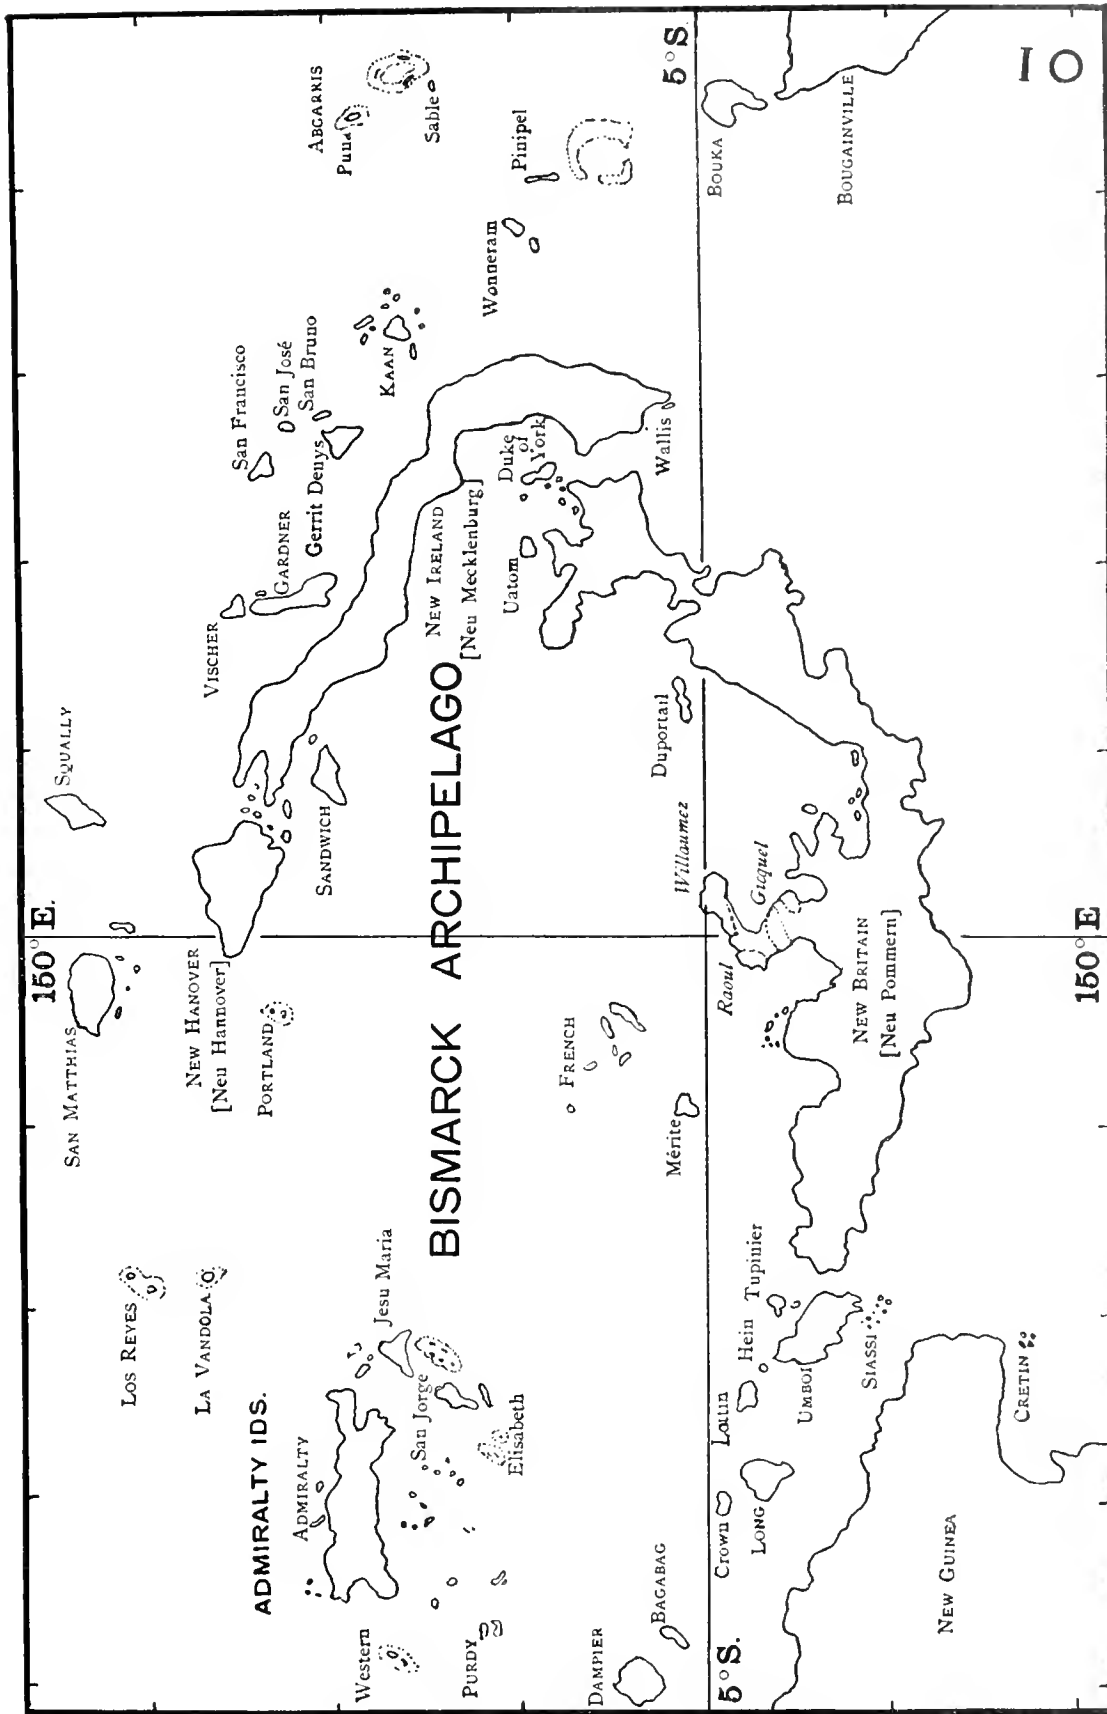 150° E.
SQUALLY
SAN MATTHIAS
ABGARRIS
Sable
LOS REYES
LA VANDOLA
VISCHER
San Francisco
San José
San Bruno
GARDNER
Gerrit Denys
NEW HANOVER
[Neu Hannover]
PORTLAND
SANDWICH
KAAN
Pinipel
Wonneram
ADMIRALTY IDS.
ADMIRALTY
Jesu Maria
San Jorge
Elisabeth
Western
PURDY
BISMARCK ARCHIPELAGO
NEW IRELAND
[Neu Mecklenburg]
Duke
of
York
Uatom
Wallis
FRENCH
Mérite
Duportail
DAMPIER
BAGABAG
5° S.
5° S
Willaumez
Raoul
Gicquel
BOUKA
BOUGAINVILLE
Crown
LONG
Lottin
Hein
Tupinier
UMBOI
SIASSI
NEW BRITAIN
[Neu Pommern]
CRETIN
NEW GUINEA
150° E
10